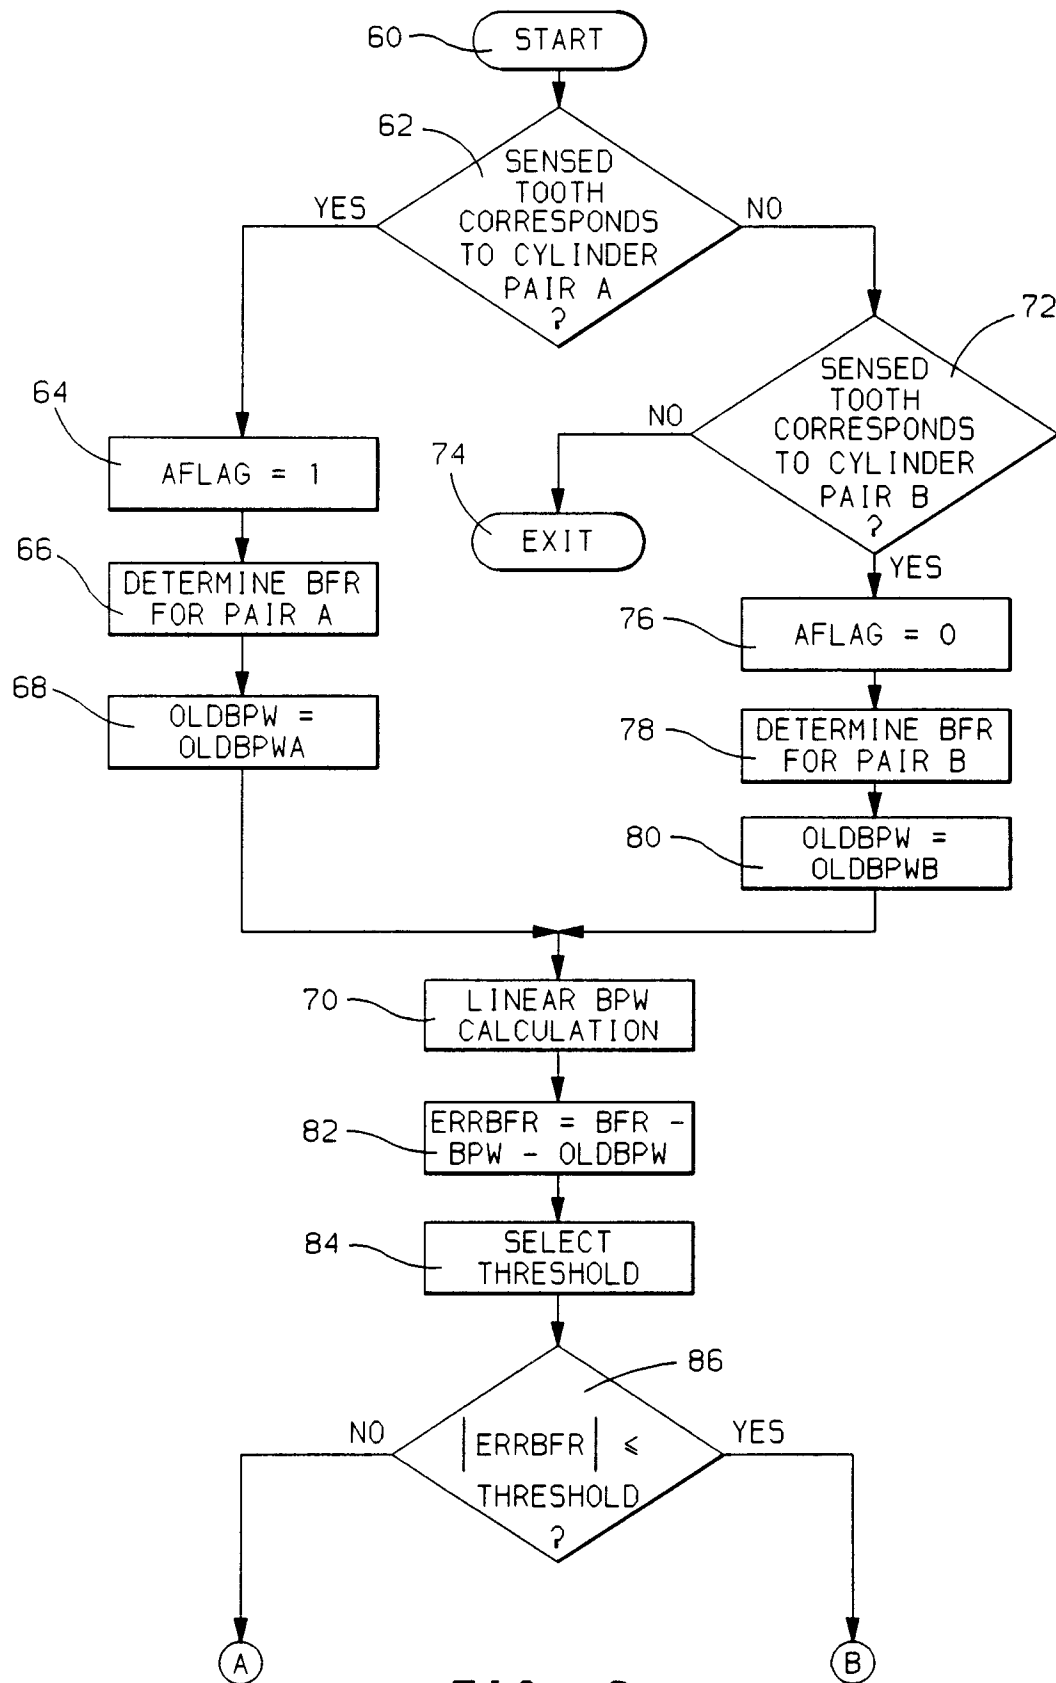 60
START
62
SENSED
TOOTH
CORRESPONDS
TO CYLINDER
PAIR A
?
YES
NO
72
SENSED
TOOTH
CORRESPONDS
TO CYLINDER
PAIR B
?
NO
YES
64
AFLAG = 1
74
EXIT
66
DETERMINE BFR
FOR PAIR A
76
AFLAG = 0
68
OLDBPW =
OLDBPWA
78
DETERMINE BFR
FOR PAIR B
80
OLDBPW =
OLDBPWB
70
LINEAR BPW
CALCULATION
82
ERRBFR = BFR -
BPW - OLDBPW
84
SELECT
THRESHOLD
86
|ERRBFR| ≤
THRESHOLD
?
NO
YES
A
B